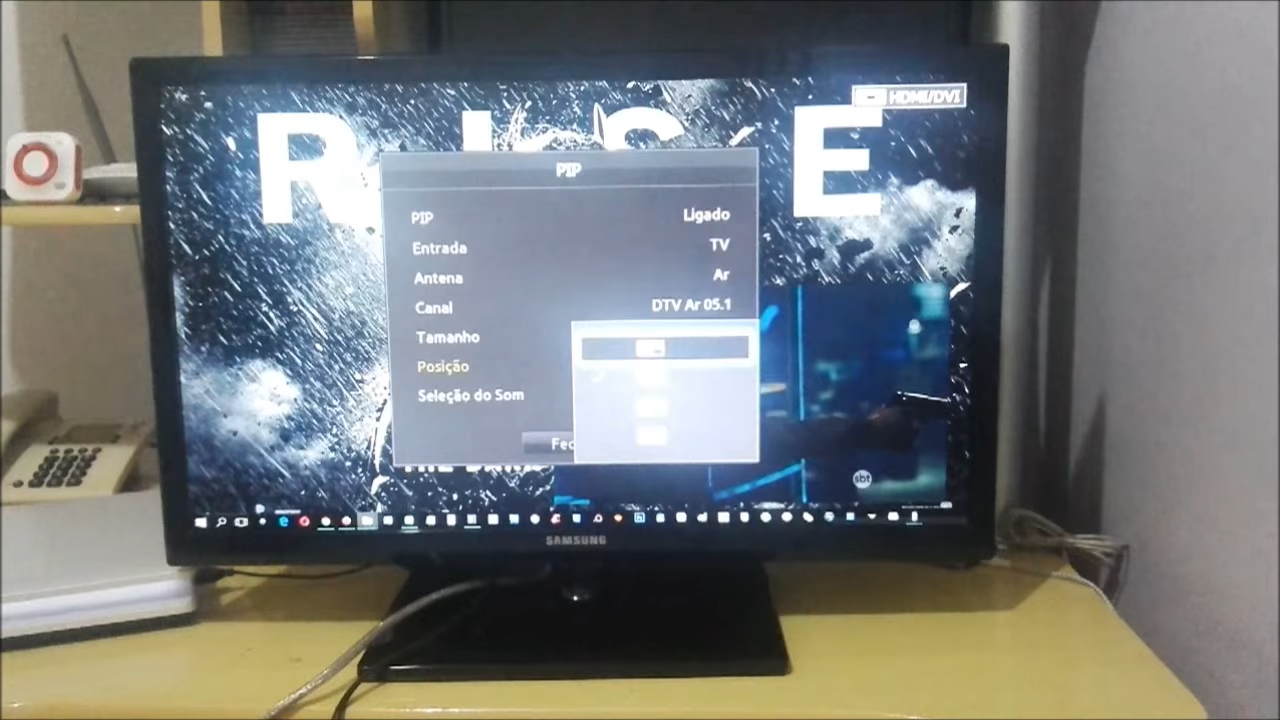 HDMI/DVI
R I S E
PIP
PIP Ligado
Entrada TV
Antena Ar
Canal DTV Ar 05.1
Tamanho
Posição
Seleção do Som
Fec
sbt
SAMSUNG